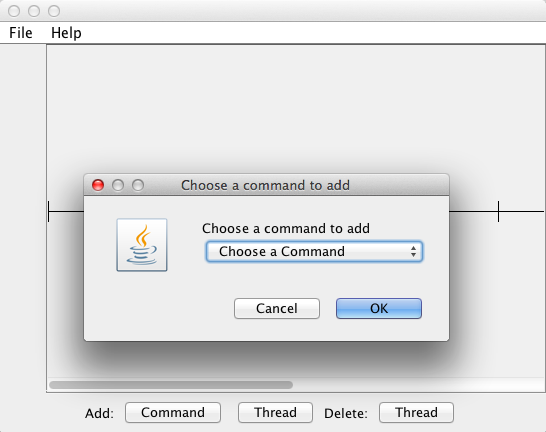 File Help
Choose a command to add
Choose a command to add
Choose a Command
Cancel OK
Add: Command Thread Delete: Thread